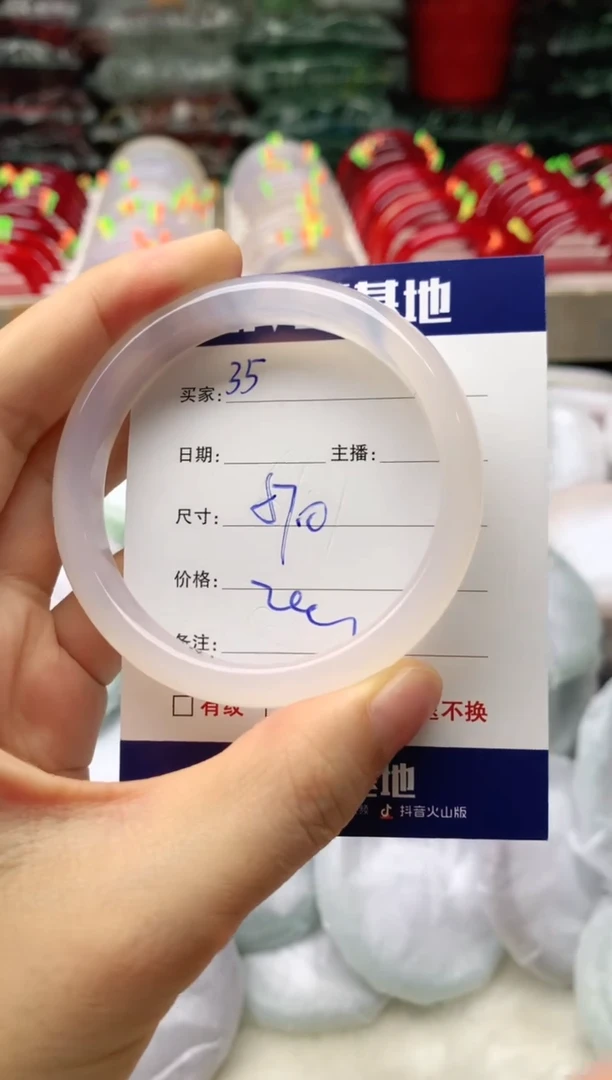 基地
买家: 35
日期: 主播:
尺寸: 57.0
价格:
备注:
有纹 不换
基地
抖音火山版